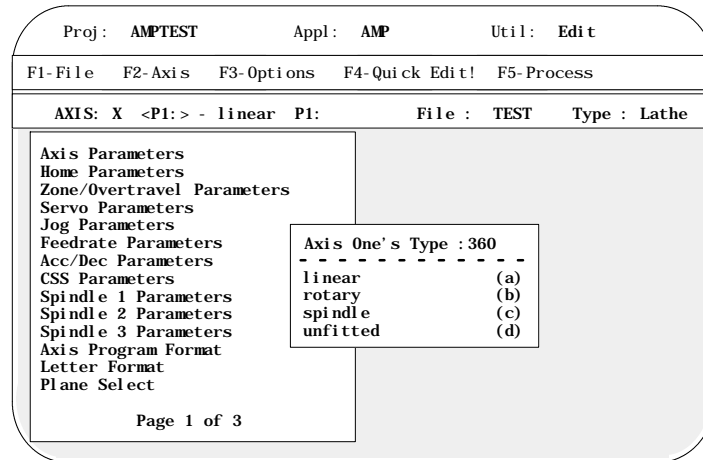 Proj: AMPTEST Appl: AMP Util: Edit
F1-File F2-Axis F3-Options F4-Quick Edit! F5-Process
AXIS: X <P1:> - linear P1: File : TEST Type : Lathe
Axis Parameters
Home Parameters
Zone/Overtravel Parameters
Servo Parameters
Jog Parameters
Feedrate Parameters
Acc/Dec Parameters
CSS Parameters
Spindle 1 Parameters
Spindle 2 Parameters
Spindle 3 Parameters
Axis Program Format
Letter Format
Plane Select
Page 1 of 3
Axis One's Type :360
- - - - - - - - - - - -
linear (a)
rotary (b)
spindle (c)
unfitted (d)